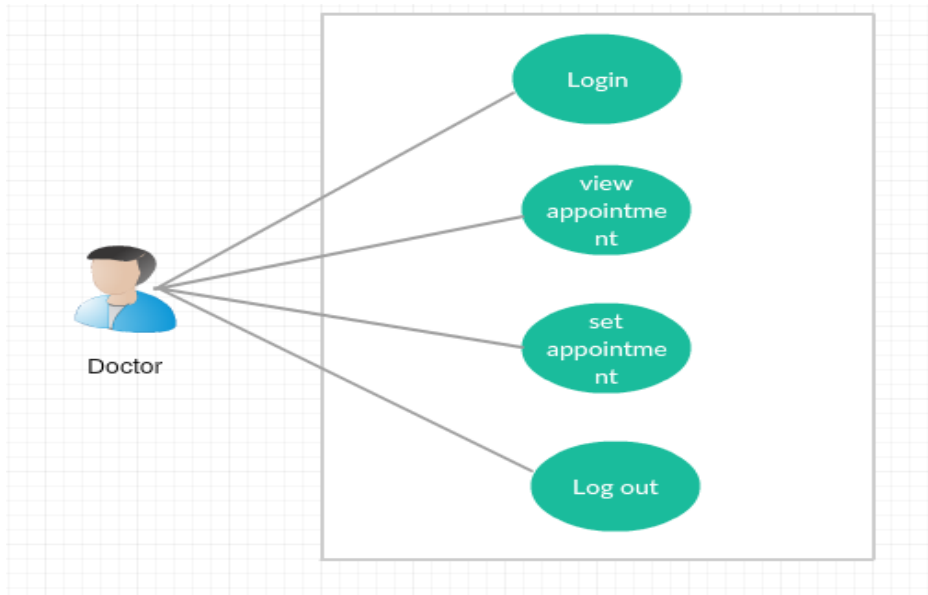 Login
view
appointme
nt
set
appointme
nt
Doctor
Log out